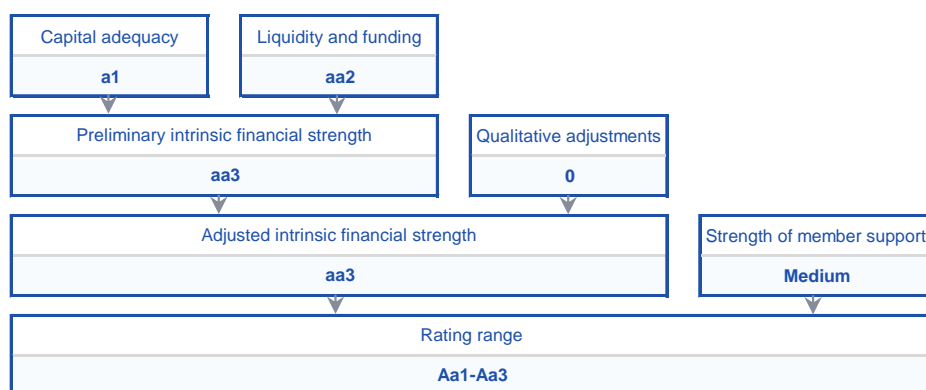 Capital adequacy
Liquidity and funding
a1
aa2
Preliminary intrinsic financial strength
Qualitative adjustments
aa3
0
Adjusted intrinsic financial strength
Strength of member support
aa3
Medium
Rating range
Aa1-Aa3